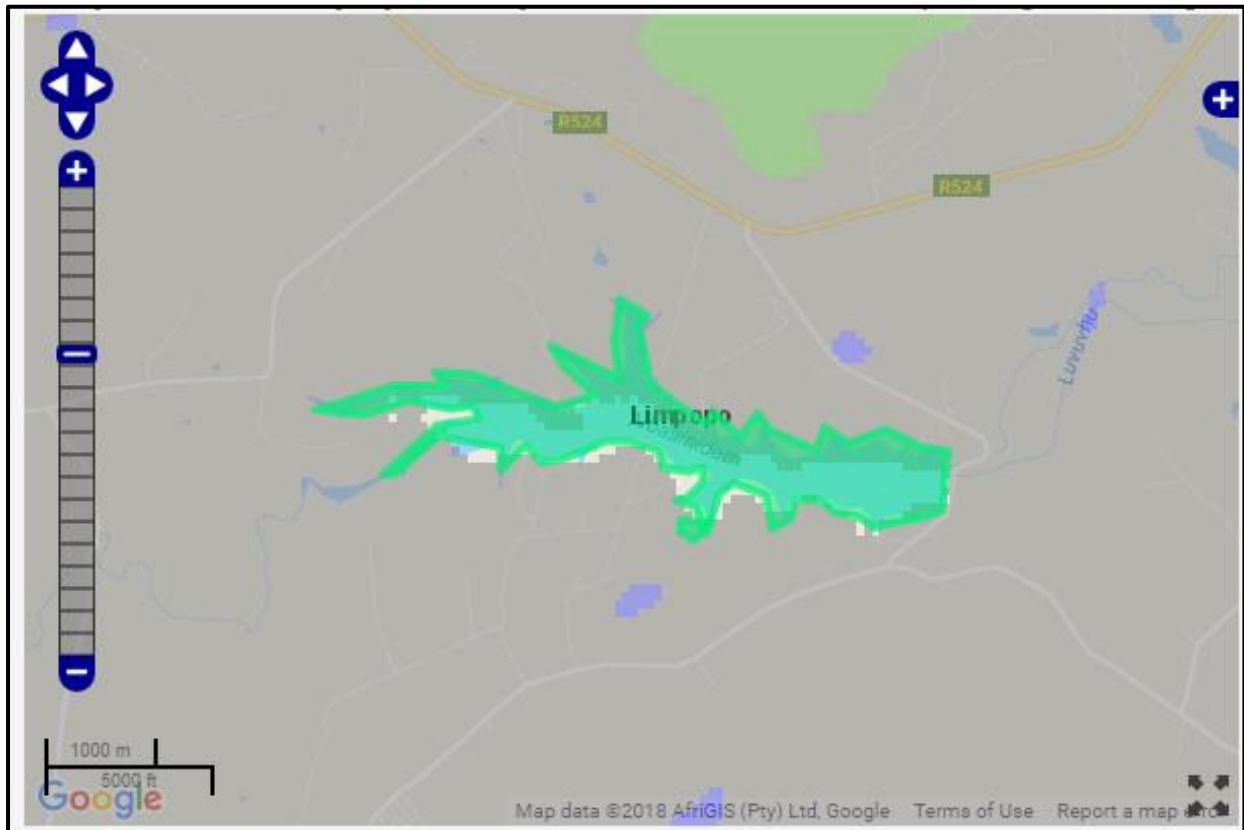 R524
R524
Luvuvhu
Limpopo
1000 m
5000 ft
Google
Map data ©2018 AfriGIS (Pty) Ltd, Google Terms of Use Report a map